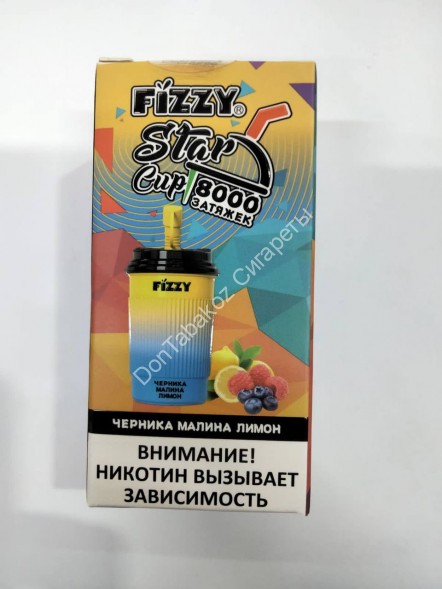 FIZZY®
Star
Cup 8000
ЗАТЯЖЕК
FIZZY
ЧЕРНИКА
МАЛИНА
ЛИМОН
DonTabakoz Сигареты
ЧЕРНИКА МАЛИНА ЛИМОН
ВНИМАНИЕ!
НИКОТИН ВЫЗЫВАЕТ
ЗАВИСИМОСТЬ